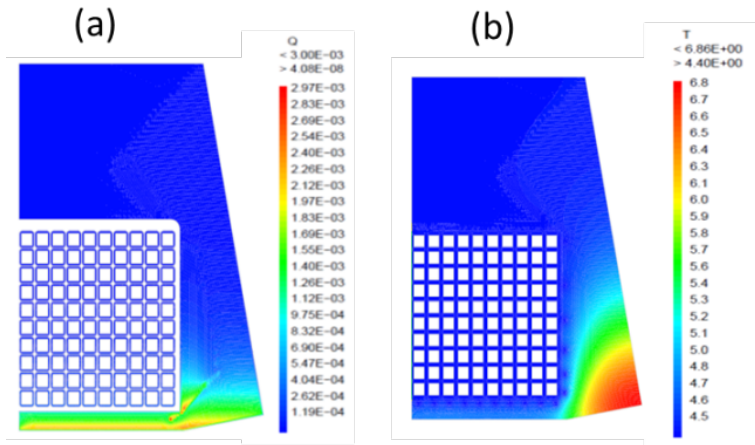 (a)
Q
< 3.00E−03
> 4.08E−08
2.97E−03
2.83E−03
2.69E−03
2.54E−03
2.40E−03
2.26E−03
2.12E−03
1.97E−03
1.83E−03
1.69E−03
1.55E−03
1.40E−03
1.26E−03
1.12E−03
9.75E−04
8.32E−04
6.90E−04
5.47E−04
4.04E−04
2.62E−04
1.19E−04
(b)
T
< 6.86E+00
> 4.40E+00
6.8
6.7
6.6
6.5
6.3
6.2
6.1
6.0
5.9
5.8
5.7
5.6
5.4
5.3
5.2
5.1
5.0
4.9
4.8
4.6
4.5